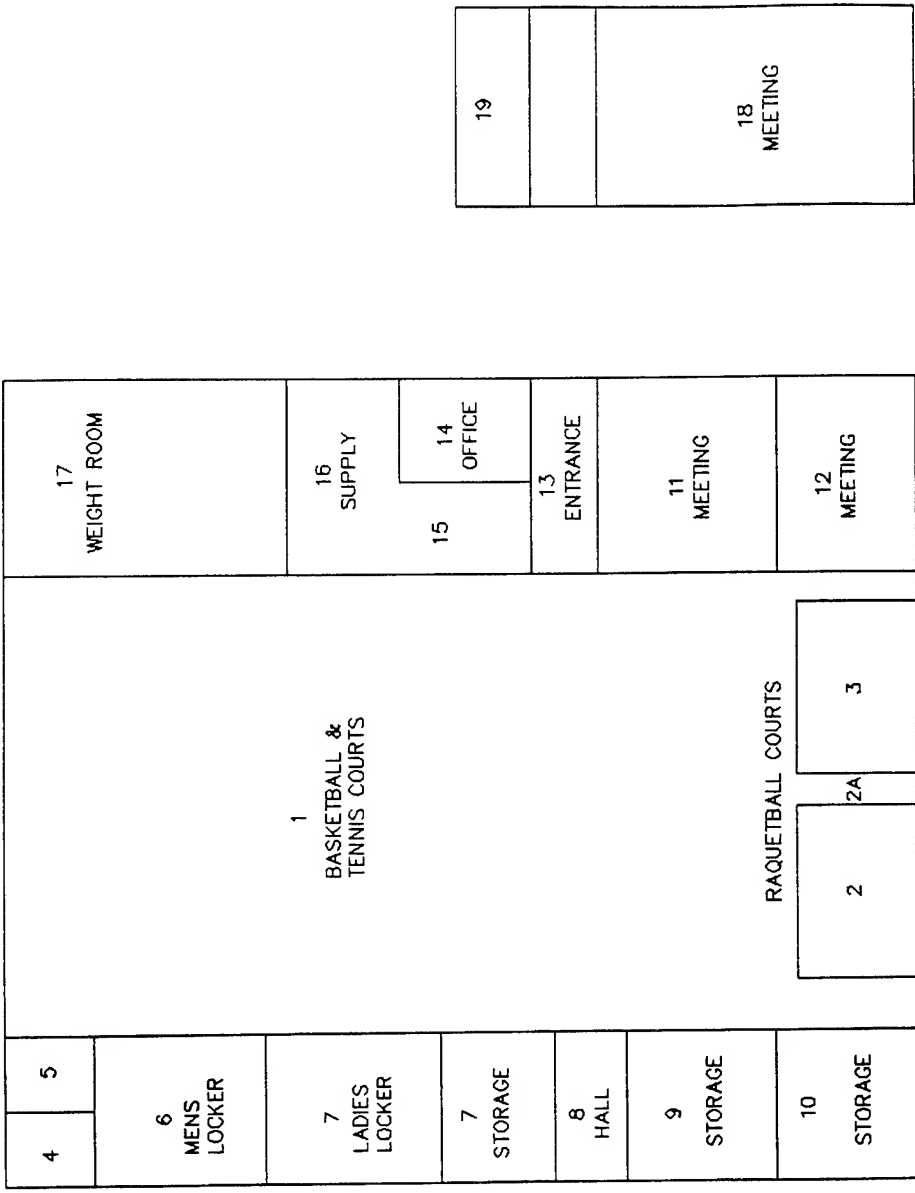 4
5
6
MENS
LOCKER
7
LADIES
LOCKER
7
STORAGE
8
HALL
9
STORAGE
10
STORAGE
1
BASKETBALL &
TENNIS COURTS
RAQUETBALL COURTS
2
2A
3
17
WEIGHT ROOM
16
SUPPLY
15
14
OFFICE
13
ENTRANCE
11
MEETING
12
MEETING
19
18
MEETING